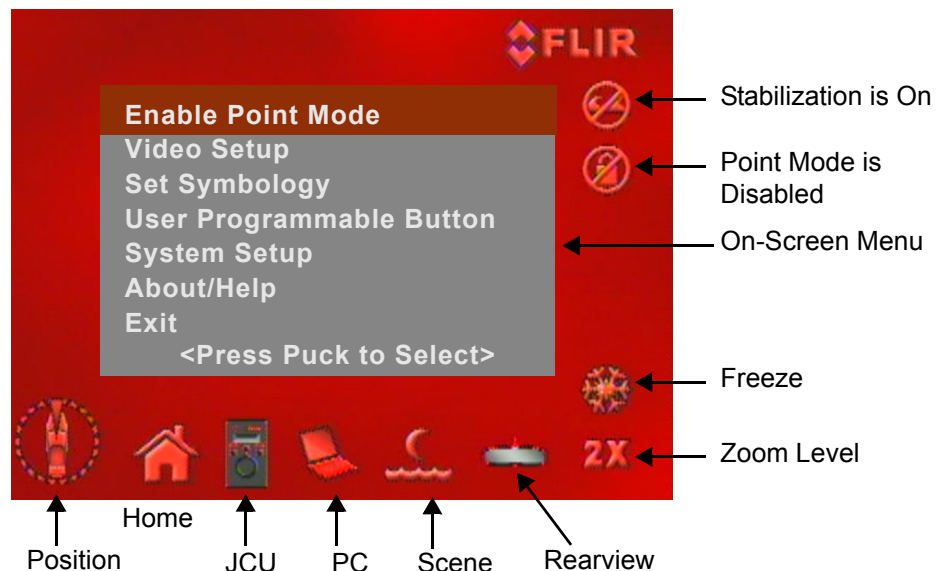 FLIR
Enable Point Mode
Video Setup
Set Symbology
User Programmable Button
System Setup
About/Help
Exit
<Press Puck to Select>
Stabilization is On
Point Mode is
Disabled
On-Screen Menu
Freeze
2X
Zoom Level
Home
Position
JCU
PC
Scene
Rearview